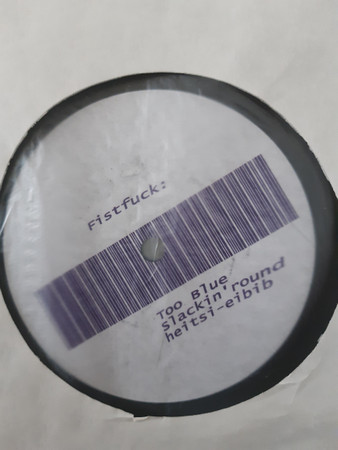 Fistfuck:
Too Blue
Slackin'round
heitsi-eibib